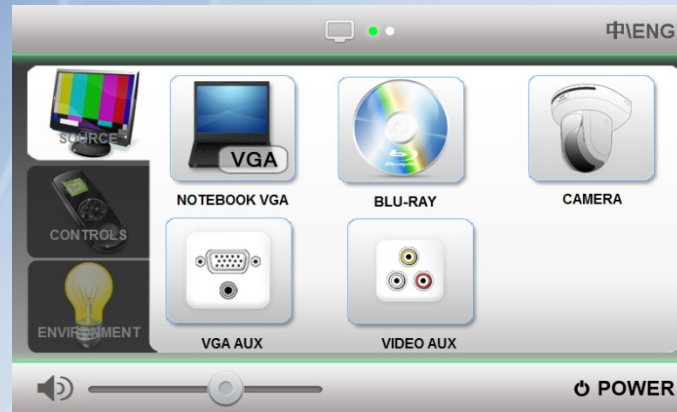 中\ENG
SOURCE
VGA
NOTEBOOK VGA
BLU-RAY
CAMERA
CONTROLS
VGA AUX
VIDEO AUX
ENVIRONMENT
POWER